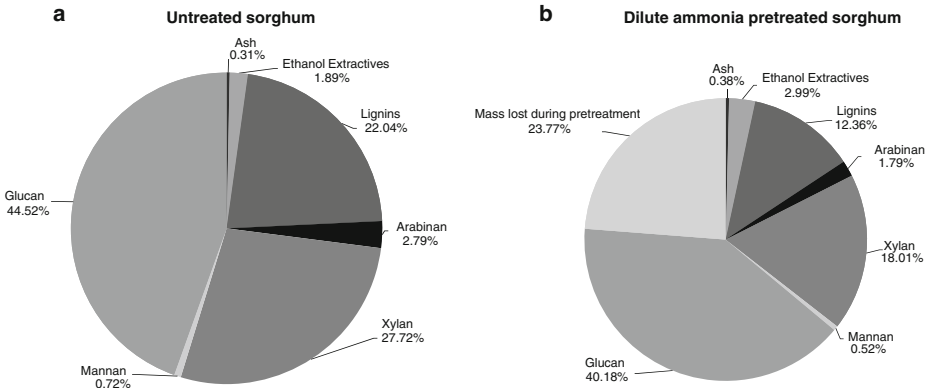 a
Untreated sorghum
Ash
0.31%
Ethanol Extractives
1.89%
Lignins
22.04%
Arabinan
2.79%
Xylan
27.72%
Mannan
0.72%
Glucan
44.52%
b
Dilute ammonia pretreated sorghum
Ash
0.38%
Ethanol Extractives
2.99%
Lignins
12.36%
Arabinan
1.79%
Xylan
18.01%
Mannan
0.52%
Glucan
40.18%
Mass lost during pretreatment
23.77%